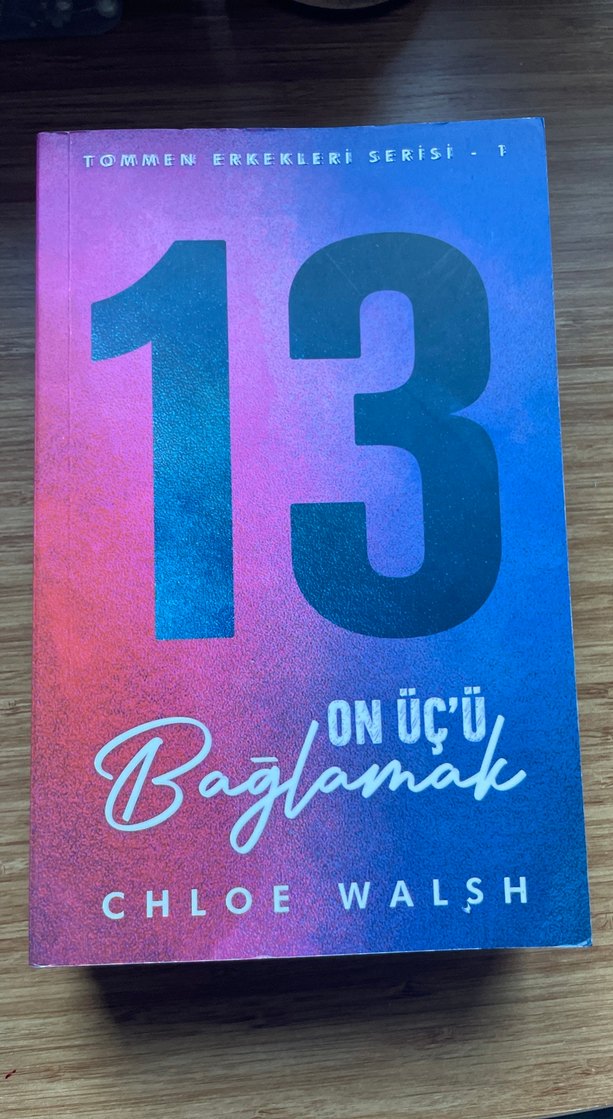 TOMMEN ERKEKLERİ SERİSİ - 1
13
ON ÜÇ'Ü
Bağlamak
CHLOE WALŞH